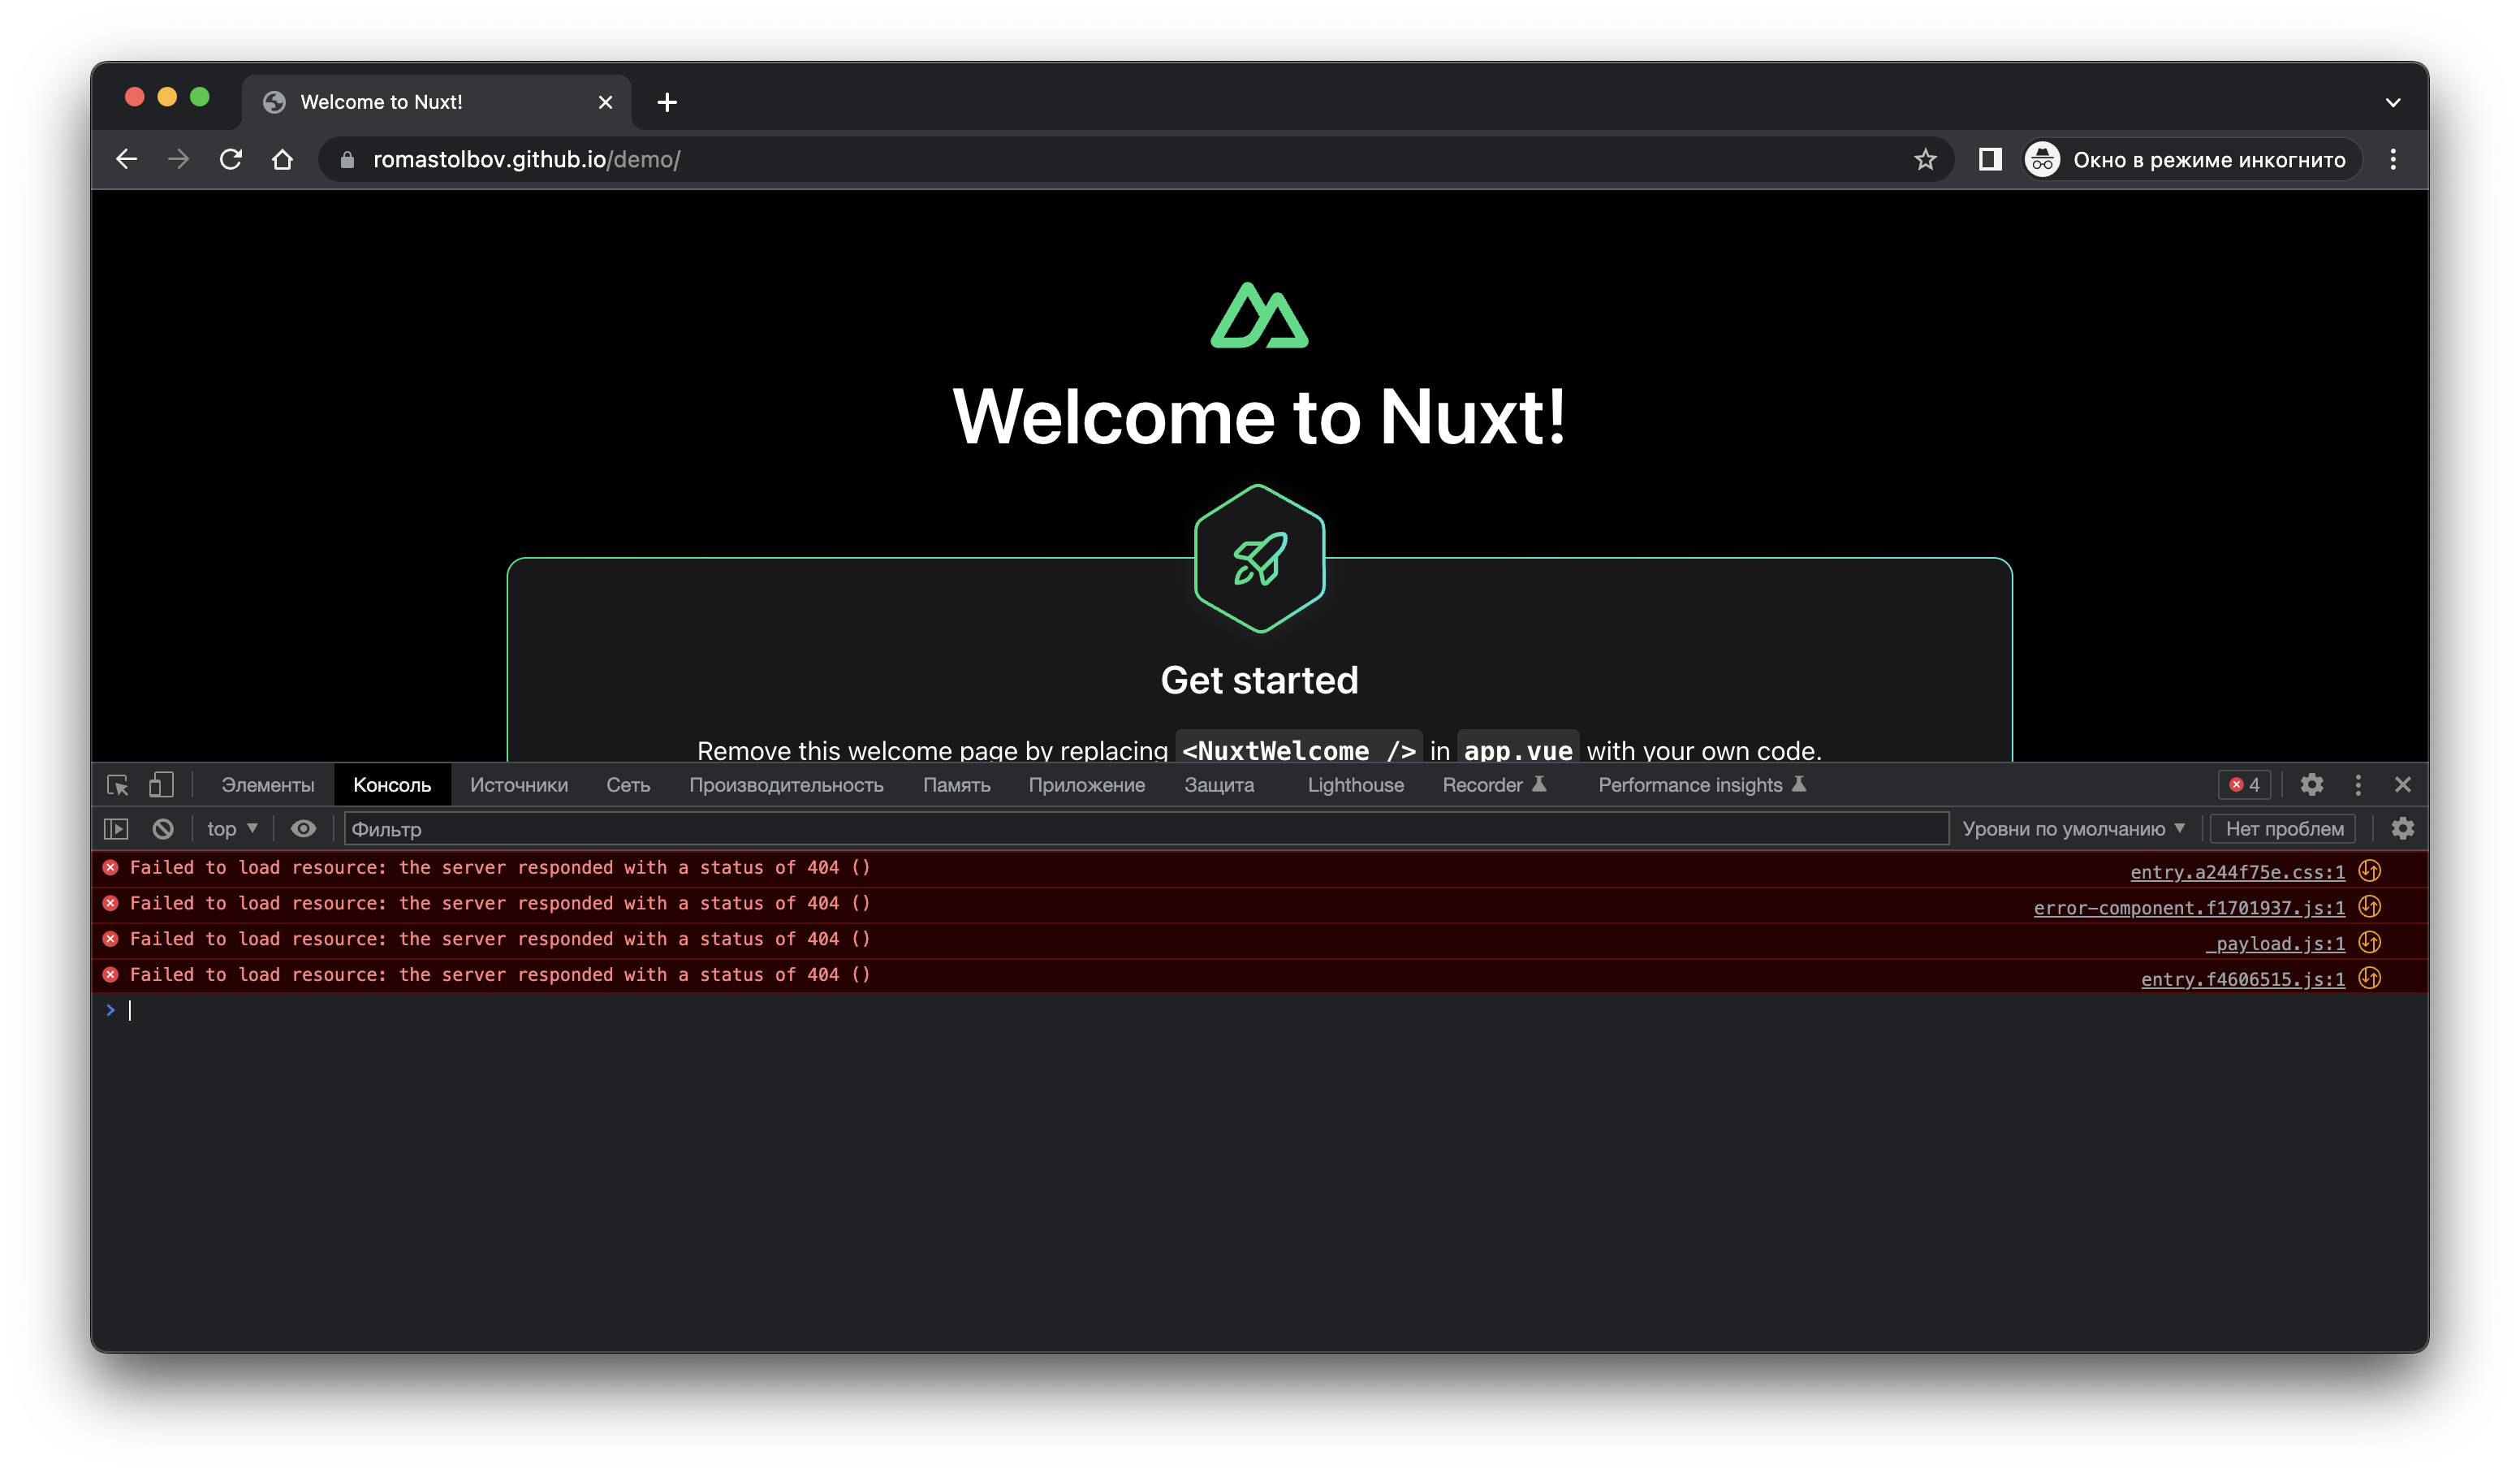 Welcome to Nuxt!
romastolbov.github.io/demo/
Окно в режиме инкогнито
Welcome to Nuxt!
Get started
Remove this welcome page by replacing <NuxtWelcome /> in app.vue with your own code.
Элементы Консоль Источники Сеть Производительность Память Приложение Защита Lighthouse Recorder Performance insights 4
top Фильтр Уровни по умолчанию Нет проблем
Failed to load resource: the server responded with a status of 404 () entry.a244f75e.css:1
Failed to load resource: the server responded with a status of 404 () error-component.f1701937.js:1
Failed to load resource: the server responded with a status of 404 () _payload.js:1
Failed to load resource: the server responded with a status of 404 () entry.f4606515.js:1